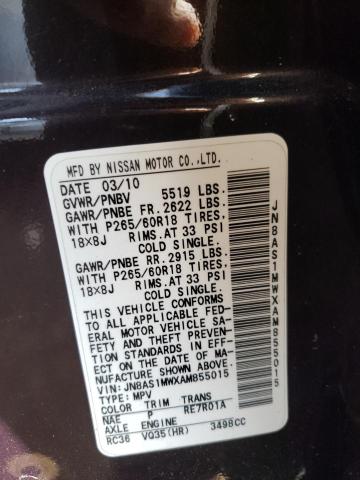 MFD BY NISSAN MOTOR CO.,LTD.
DATE 03/10
GVWR/PNBV 5519 LBS.
GAWR/PNBE FR. 2622 LBS.
WITH P265/60R18 TIRES,
18X8J RIMS.AT 33 PSI
COLD SINGLE.
GAWR/PNBE RR. 2915 LBS.
WITH P265/60R18 TIRES,
18X8J RIMS.AT 33 PSI
COLD SINGLE.
THIS VEHICLE CONFORMS
TO ALL APPLICABLE FED-
ERAL MOTOR VEHICLE SA-
FETY AND THEFT PREVEN-
TION STANDARDS IN EFF-
ECT ON THE DATE OF MA-
NUFACTURE SHOWN ABOVE.
VIN: JN8AS1MWXAM855015
TYPE: MPV
COLOR TRIM TRANS
NAE P RE7R01A
AXLE ENGINE
RC36 VQ35(HR) 3498CC
JN8AS1MWXAM855015